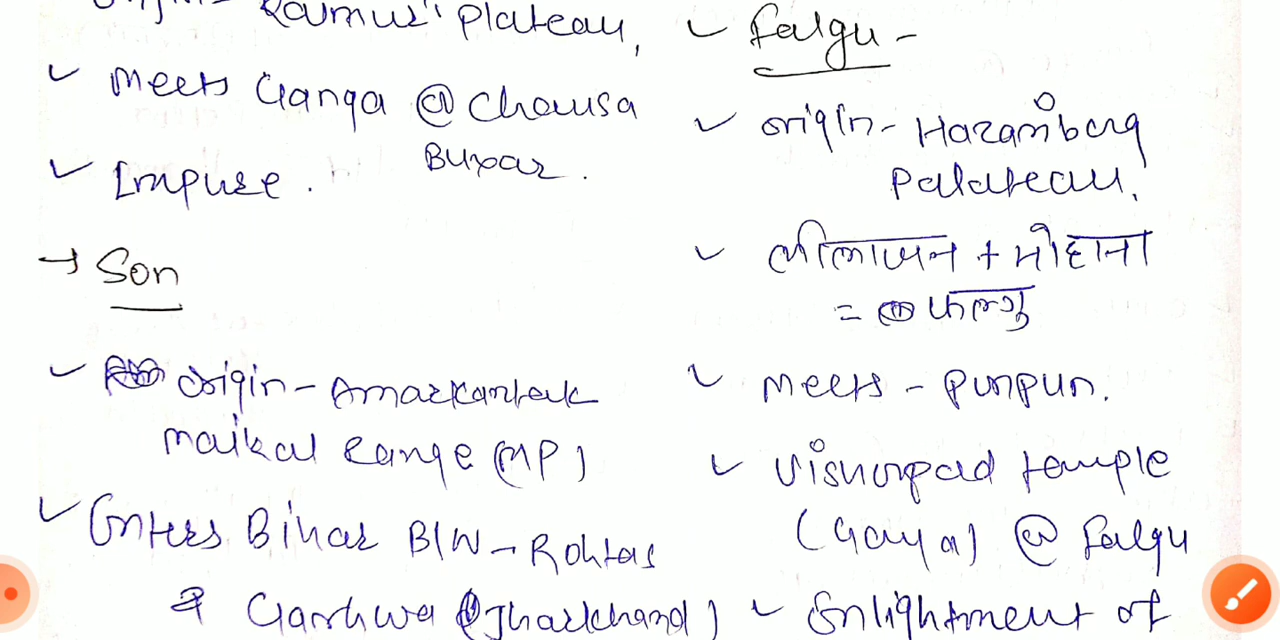 Plateau,
✓ Meets Ganga @ Chausa
Buxar.
✓ Impuse.
→ Son
✓ origin - Amarkantak
Maikal Range (MP)
✓ Enters Bihar B/W - Rohtas
& Garhwa (Jharkhand)
✓ Falgu -
✓ origin - Hazaribag
Palateau.
✓ लीलाजन + मोहाना
= फल्गु
✓ Meets - Punpun.
✓ Vishnupad temple
(Gaya) @ Falgu
✓ Enlightment of